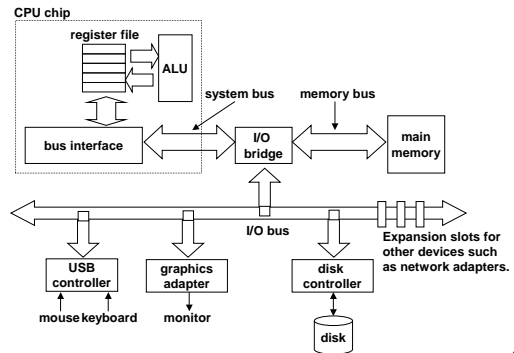 CPU chip
register file
ALU
system bus
memory bus
bus interface
I/O
bridge
main
memory
I/O bus
Expansion slots for
other devices such
as network adapters.
USB
controller
graphics
adapter
disk
controller
mouse keyboard
monitor
disk